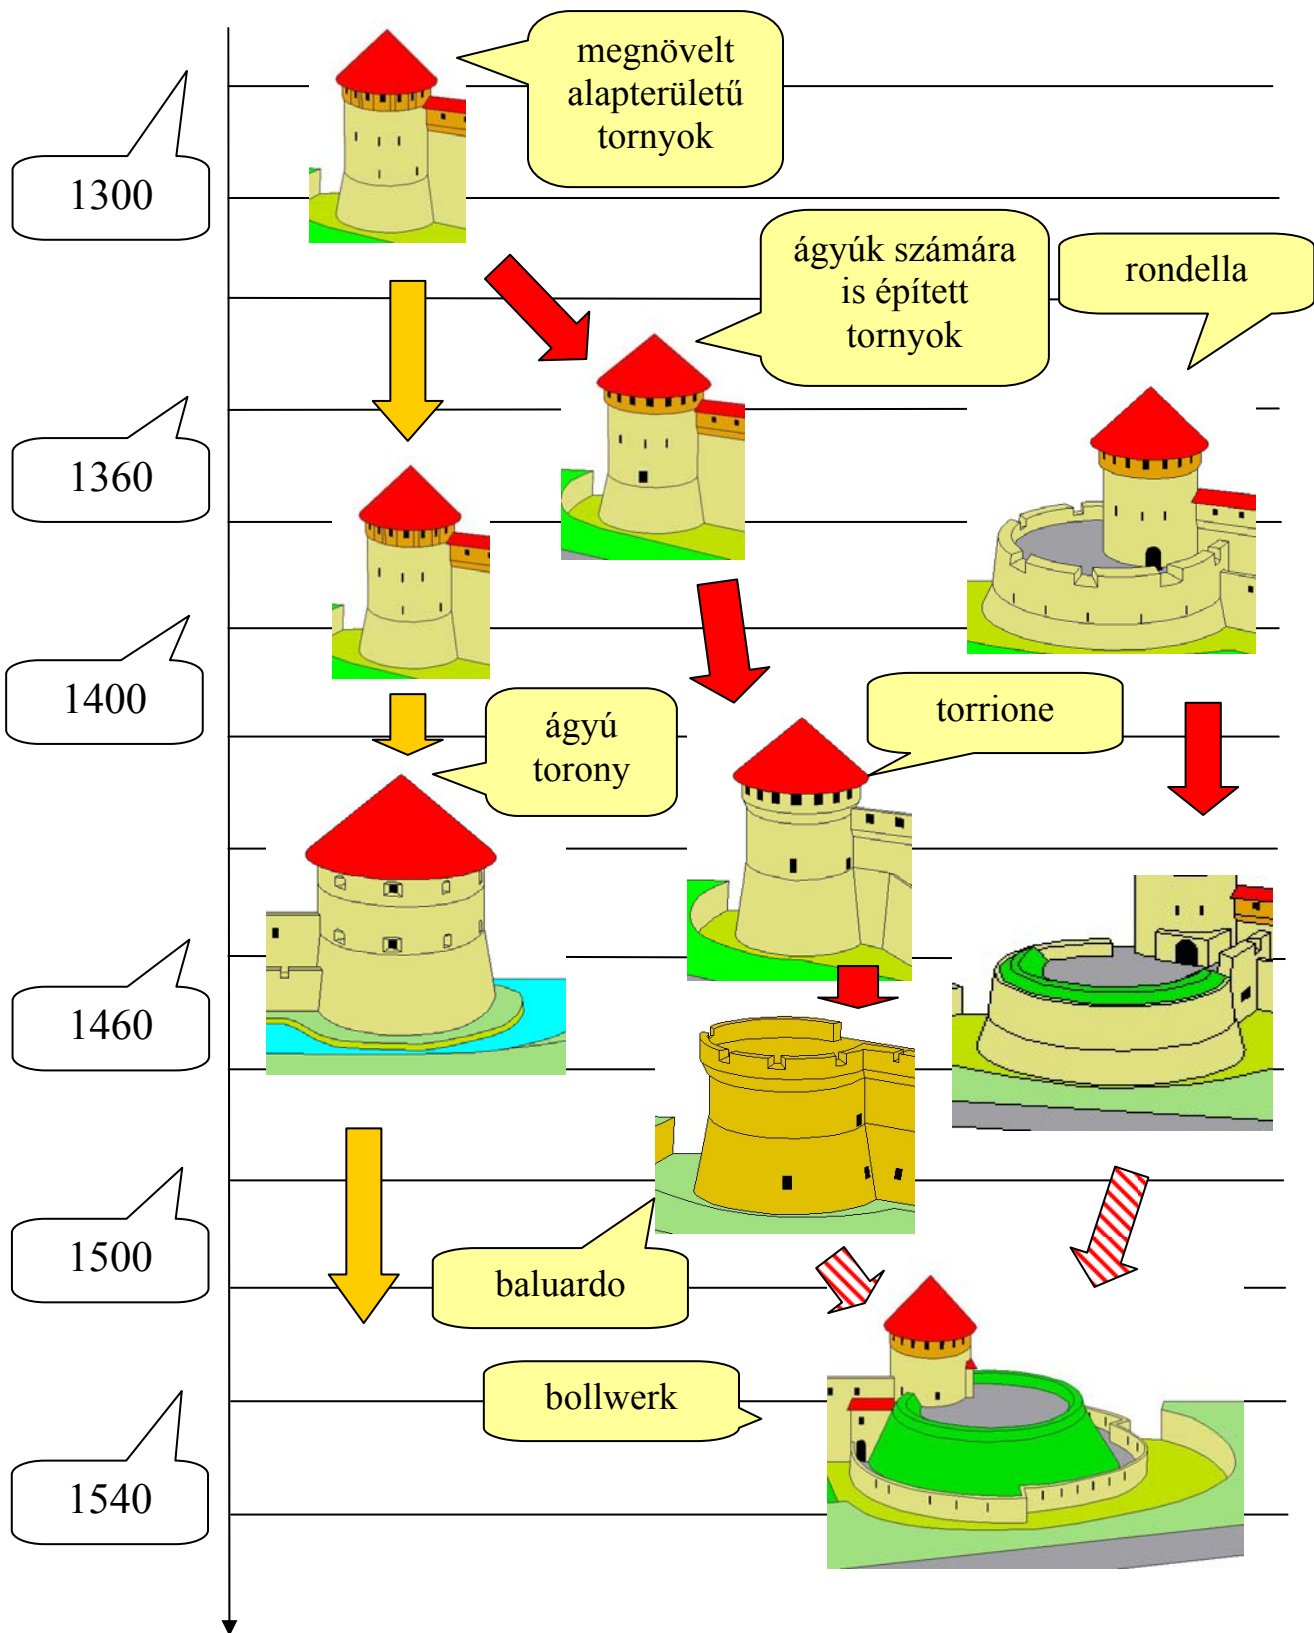 megnövelt
alapterületű
tornyok
1300
ágyúk számára
is épített
tornyok
rondella
1360
1400
ágyú
torony
torrione
1460
1500
baluardo
bollwerk
1540